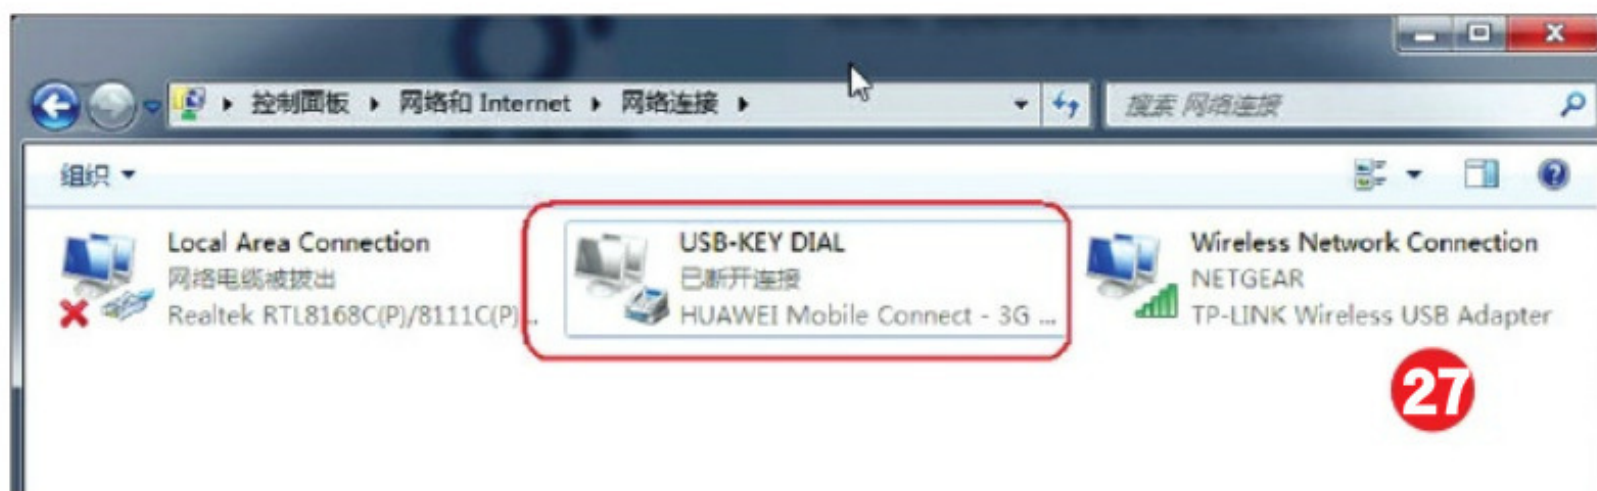 控制面板 网络和 Internet 网络连接
搜索 网络连接
组织
Local Area Connection
网络电缆被拔出
Realtek RTL8168C(P)/8111C(P)...
USB-KEY DIAL
已断开连接
HUAWEI Mobile Connect - 3G ...
Wireless Network Connection
NETGEAR
TP-LINK Wireless USB Adapter
27